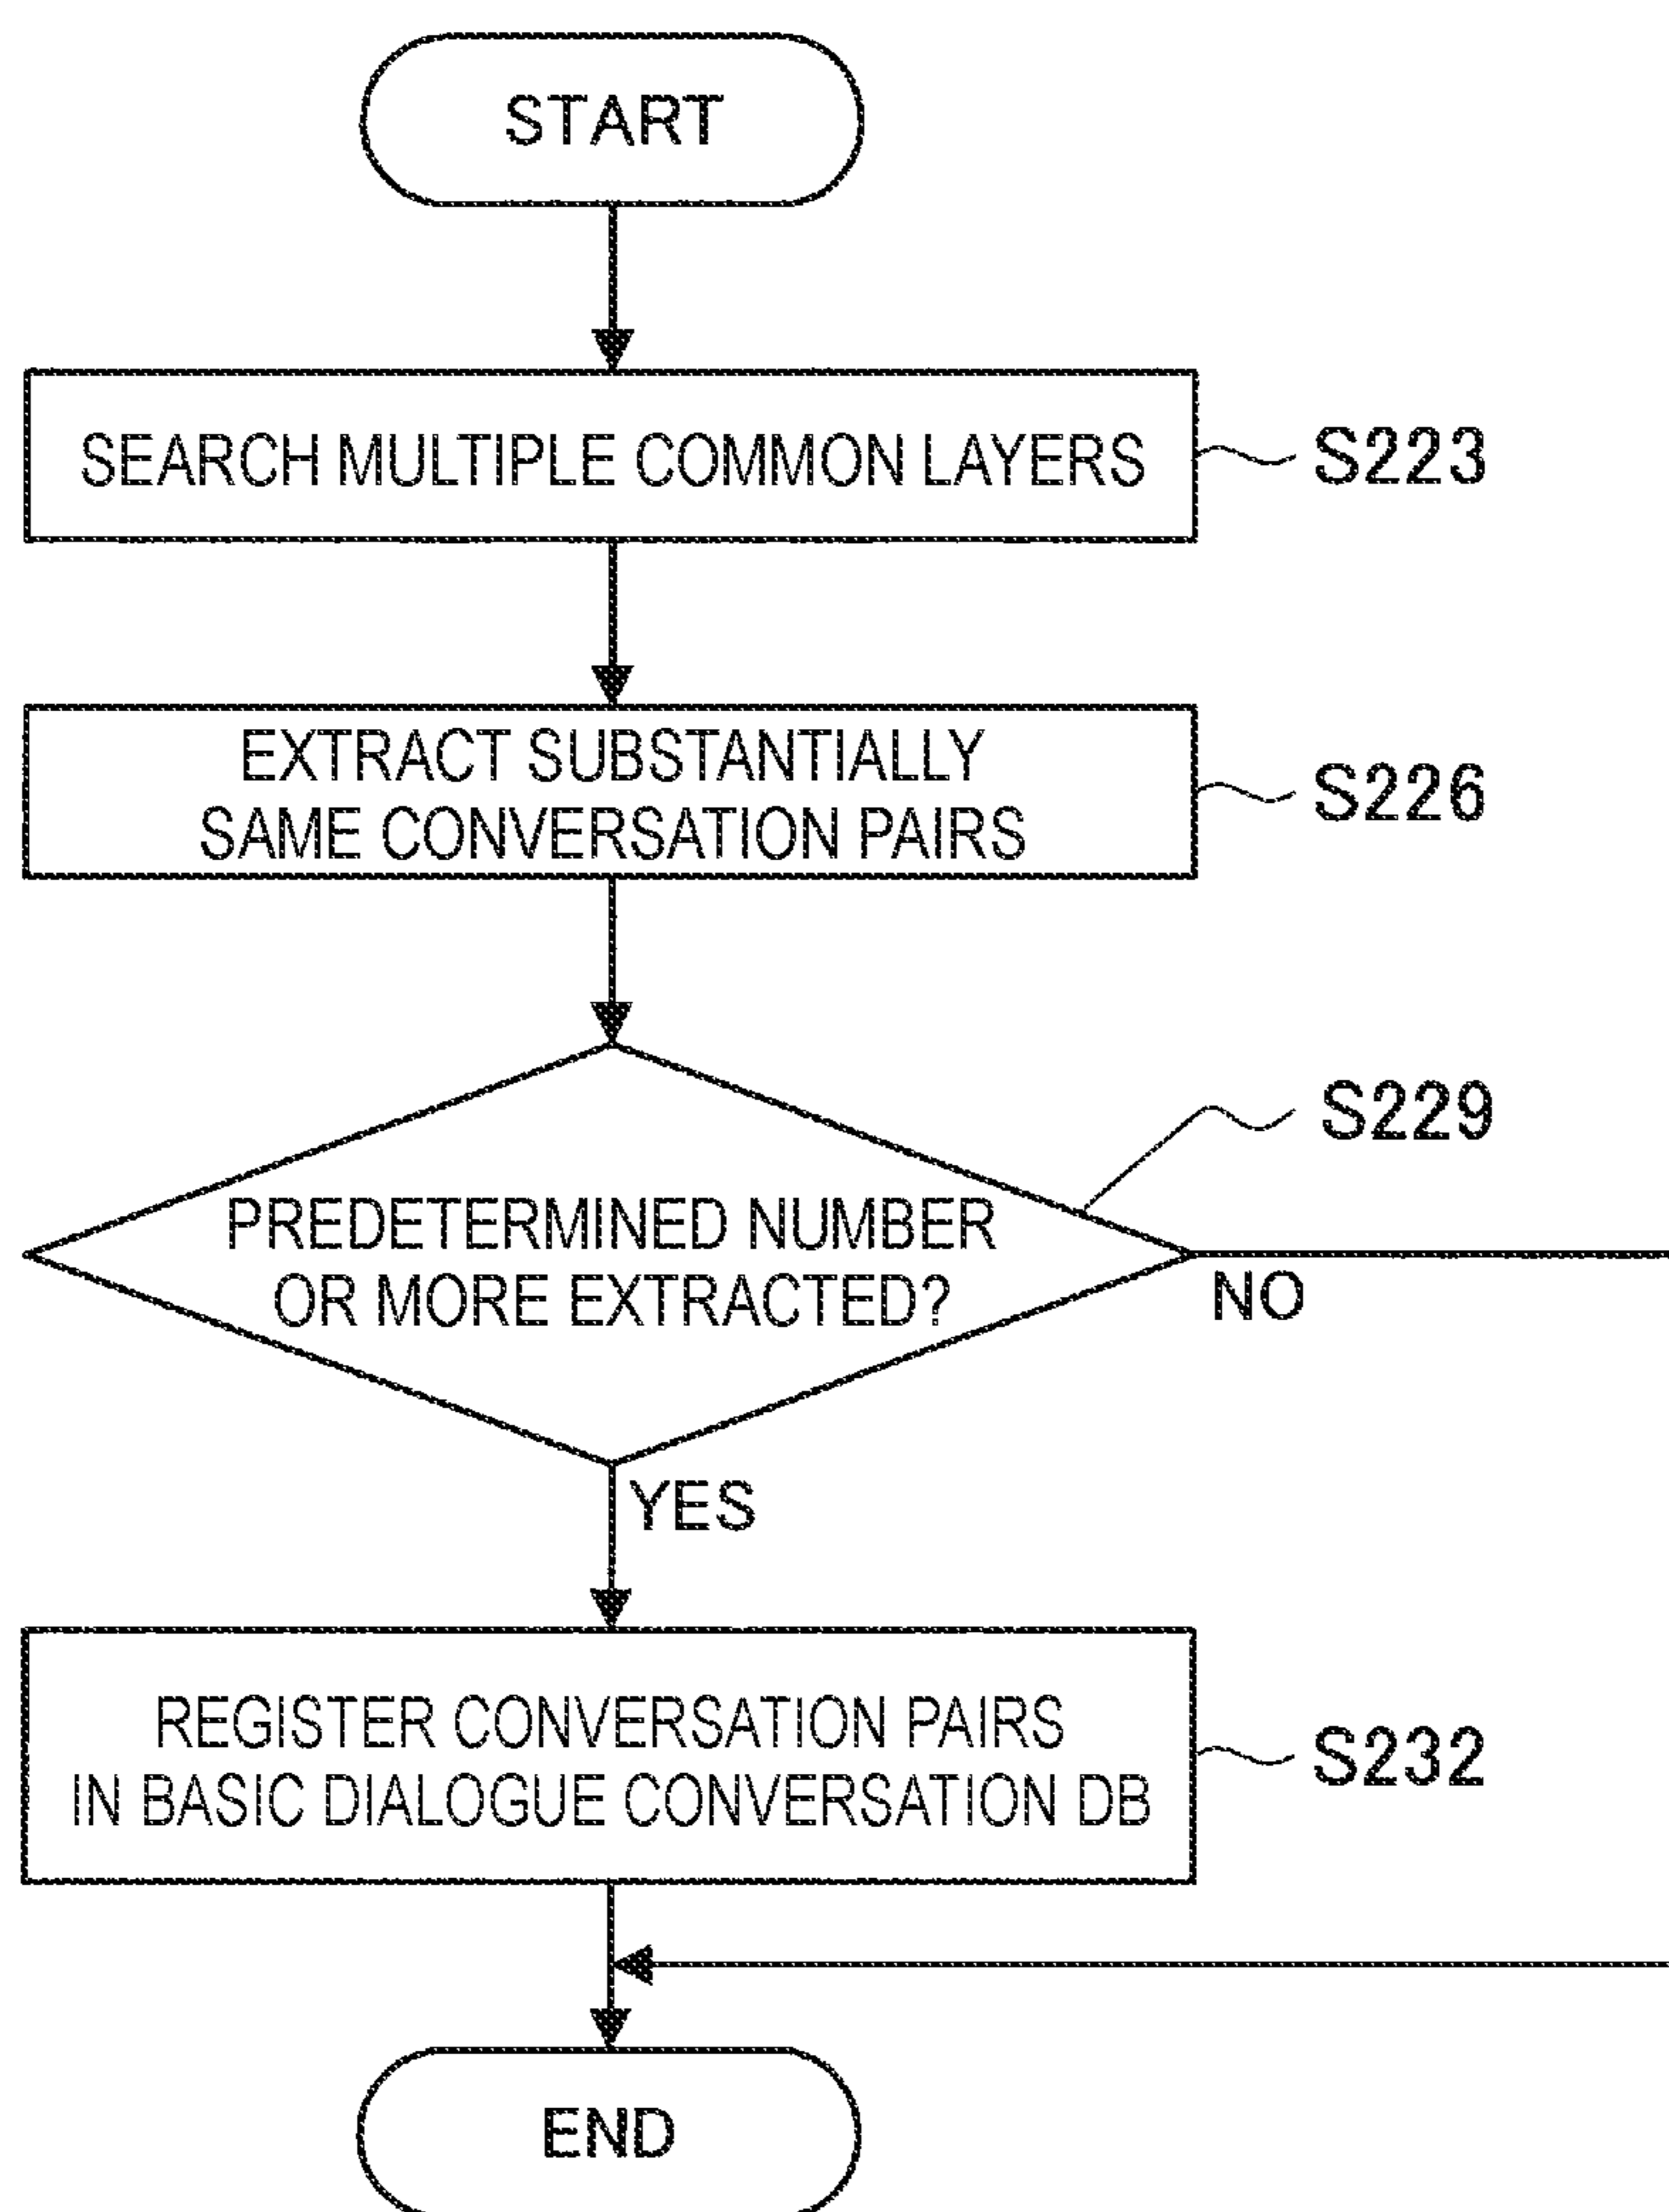 START
SEARCH MULTIPLE COMMON LAYERS
S223
EXTRACT SUBSTANTIALLY
SAME CONVERSATION PAIRS
S226
S229
PREDETERMINED NUMBER
OR MORE EXTRACTED?
NO
YES
REGISTER CONVERSATION PAIRS
IN BASIC DIALOGUE CONVERSATION DB
S232
END